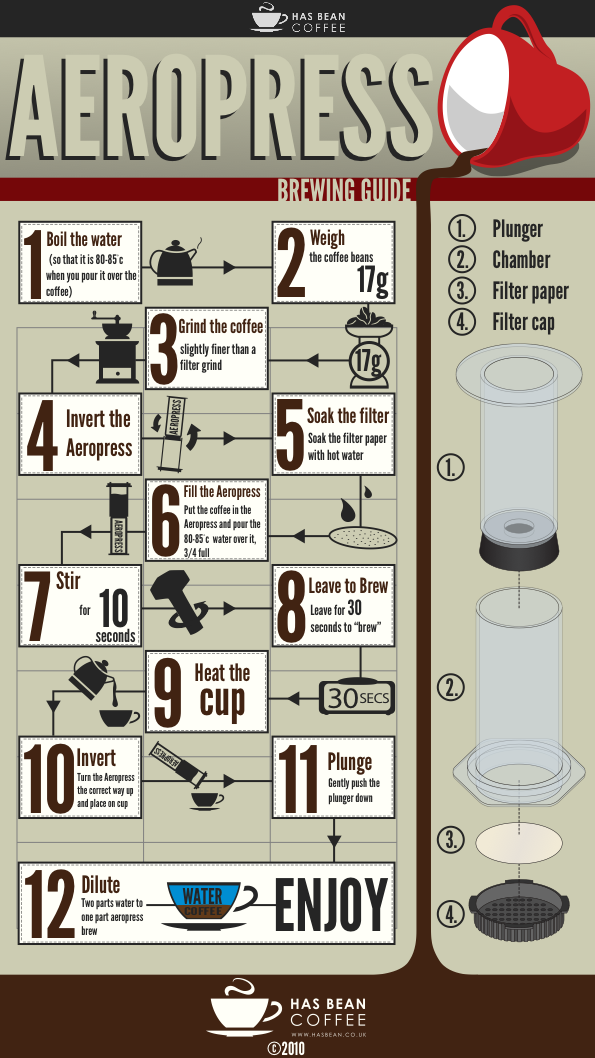 HAS BEAN
COFFEE
AEROPRESS
BREWING GUIDE
1 Boil the water
(so that it is 80-85°c
when you pour it over the
coffee)
2 Weigh
the coffee beans
17g
3 Grind the coffee
slightly finer than a
filter grind
17g
4 Invert the
Aeropress
AEROPRESS
5 Soak the filter
Soak the filter paper
with hot water
6 Fill the Aeropress
Put the coffee in the
Aeropress and pour the
80-85°c water over it,
3/4 full
AEROPRESS
7 Stir
for 10
seconds
8 Leave to Brew
Leave for 30
seconds to “brew”
9 Heat the
cup
30 SECS
10 Invert
Turn the Aeropress
the correct way up
and place on cup
AEROPRESS
11 Plunge
Gently push the
plunger down
12 Dilute
Two parts water to
one part aeropress
brew
WATER
COFFEE
ENJOY
1. Plunger
2. Chamber
3. Filter paper
4. Filter cap
1.
2.
3.
4.
HAS BEAN
COFFEE
WWW.HASBEAN.CO.UK
©2010